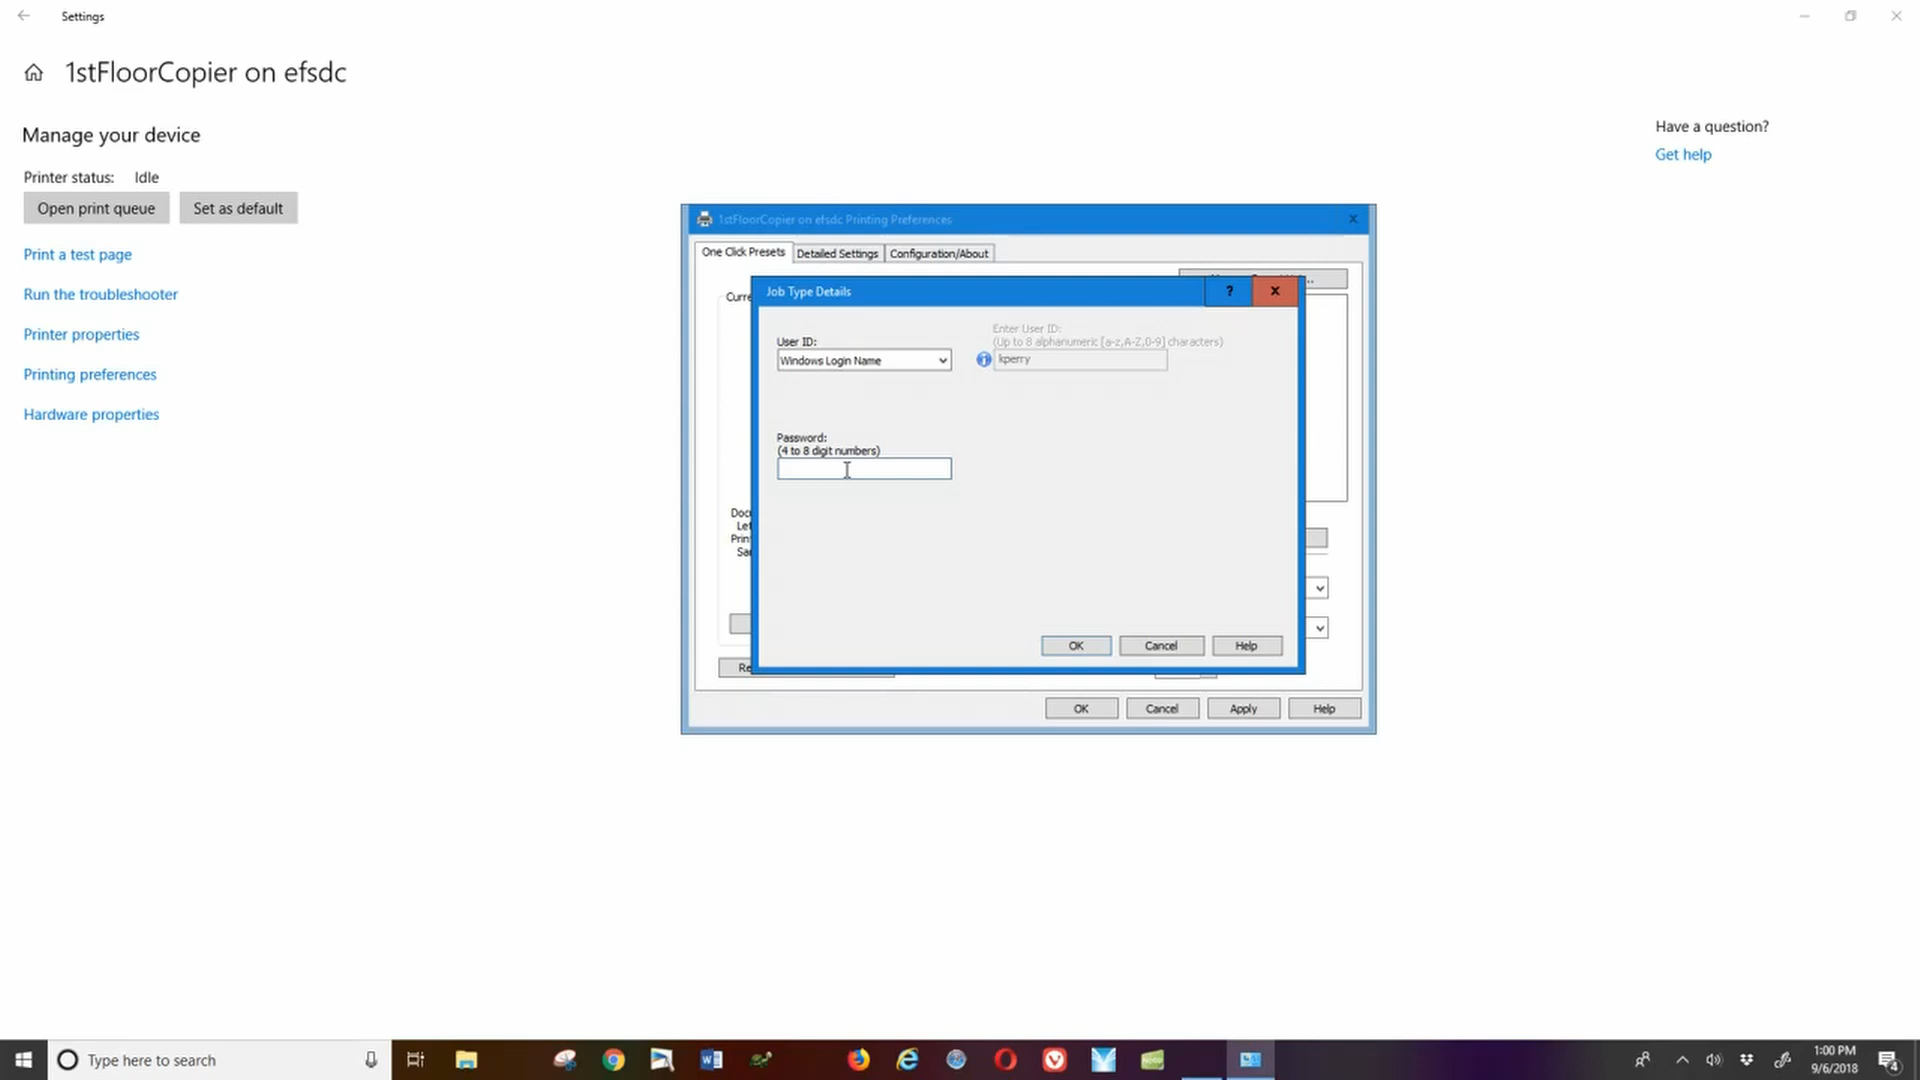 Settings
1stFloorCopier on efsdc
Manage your device
Printer status: Idle
Open print queue
Set as default
Print a test page
Run the troubleshooter
Printer properties
Printing preferences
Hardware properties
Have a question?
Get help
1stFloorCopier on efsdc Printing Preferences
x
One Click Presets
Detailed Settings
Configuration/About
...
Curre
Job Type Details
?
x
User ID:
Windows Login Name
Enter User ID:
(Up to 8 alphanumeric [a-z,A-Z,0-9] characters)
kperry
Password:
(4 to 8 digit numbers)
Docu
Let
Prin
Sa
OK
Cancel
Help
Re
OK
Cancel
Apply
Help
Type here to search
1:00 PM
9/6/2018
4